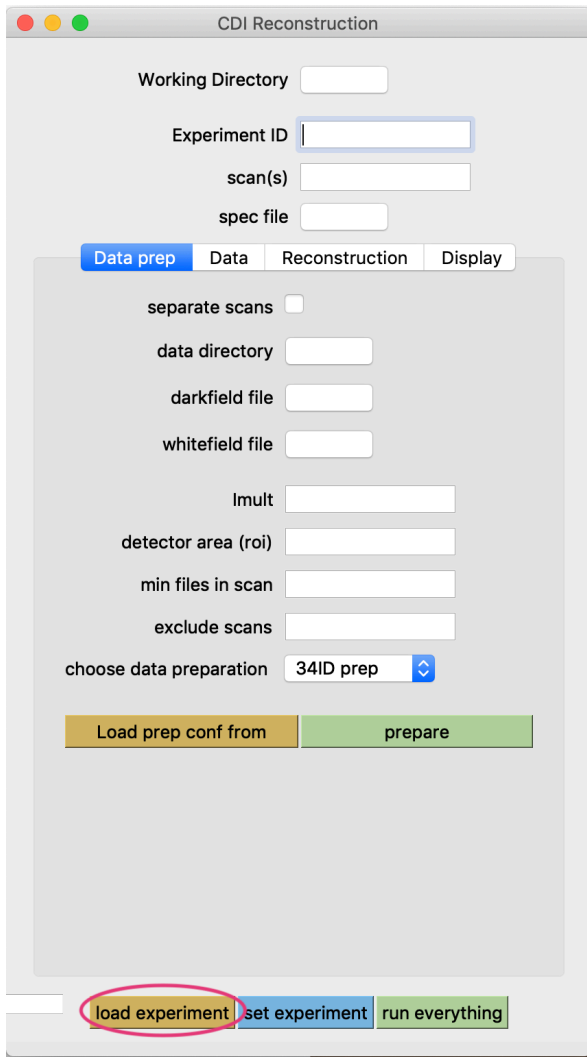 CDI Reconstruction
Working Directory
Experiment ID
scan(s)
spec file
Data prep Data Reconstruction Display
separate scans
data directory
darkfield file
whitefield file
Imult
detector area (roi)
min files in scan
exclude scans
choose data preparation 34ID prep
Load prep conf from prepare
load experiment set experiment run everything